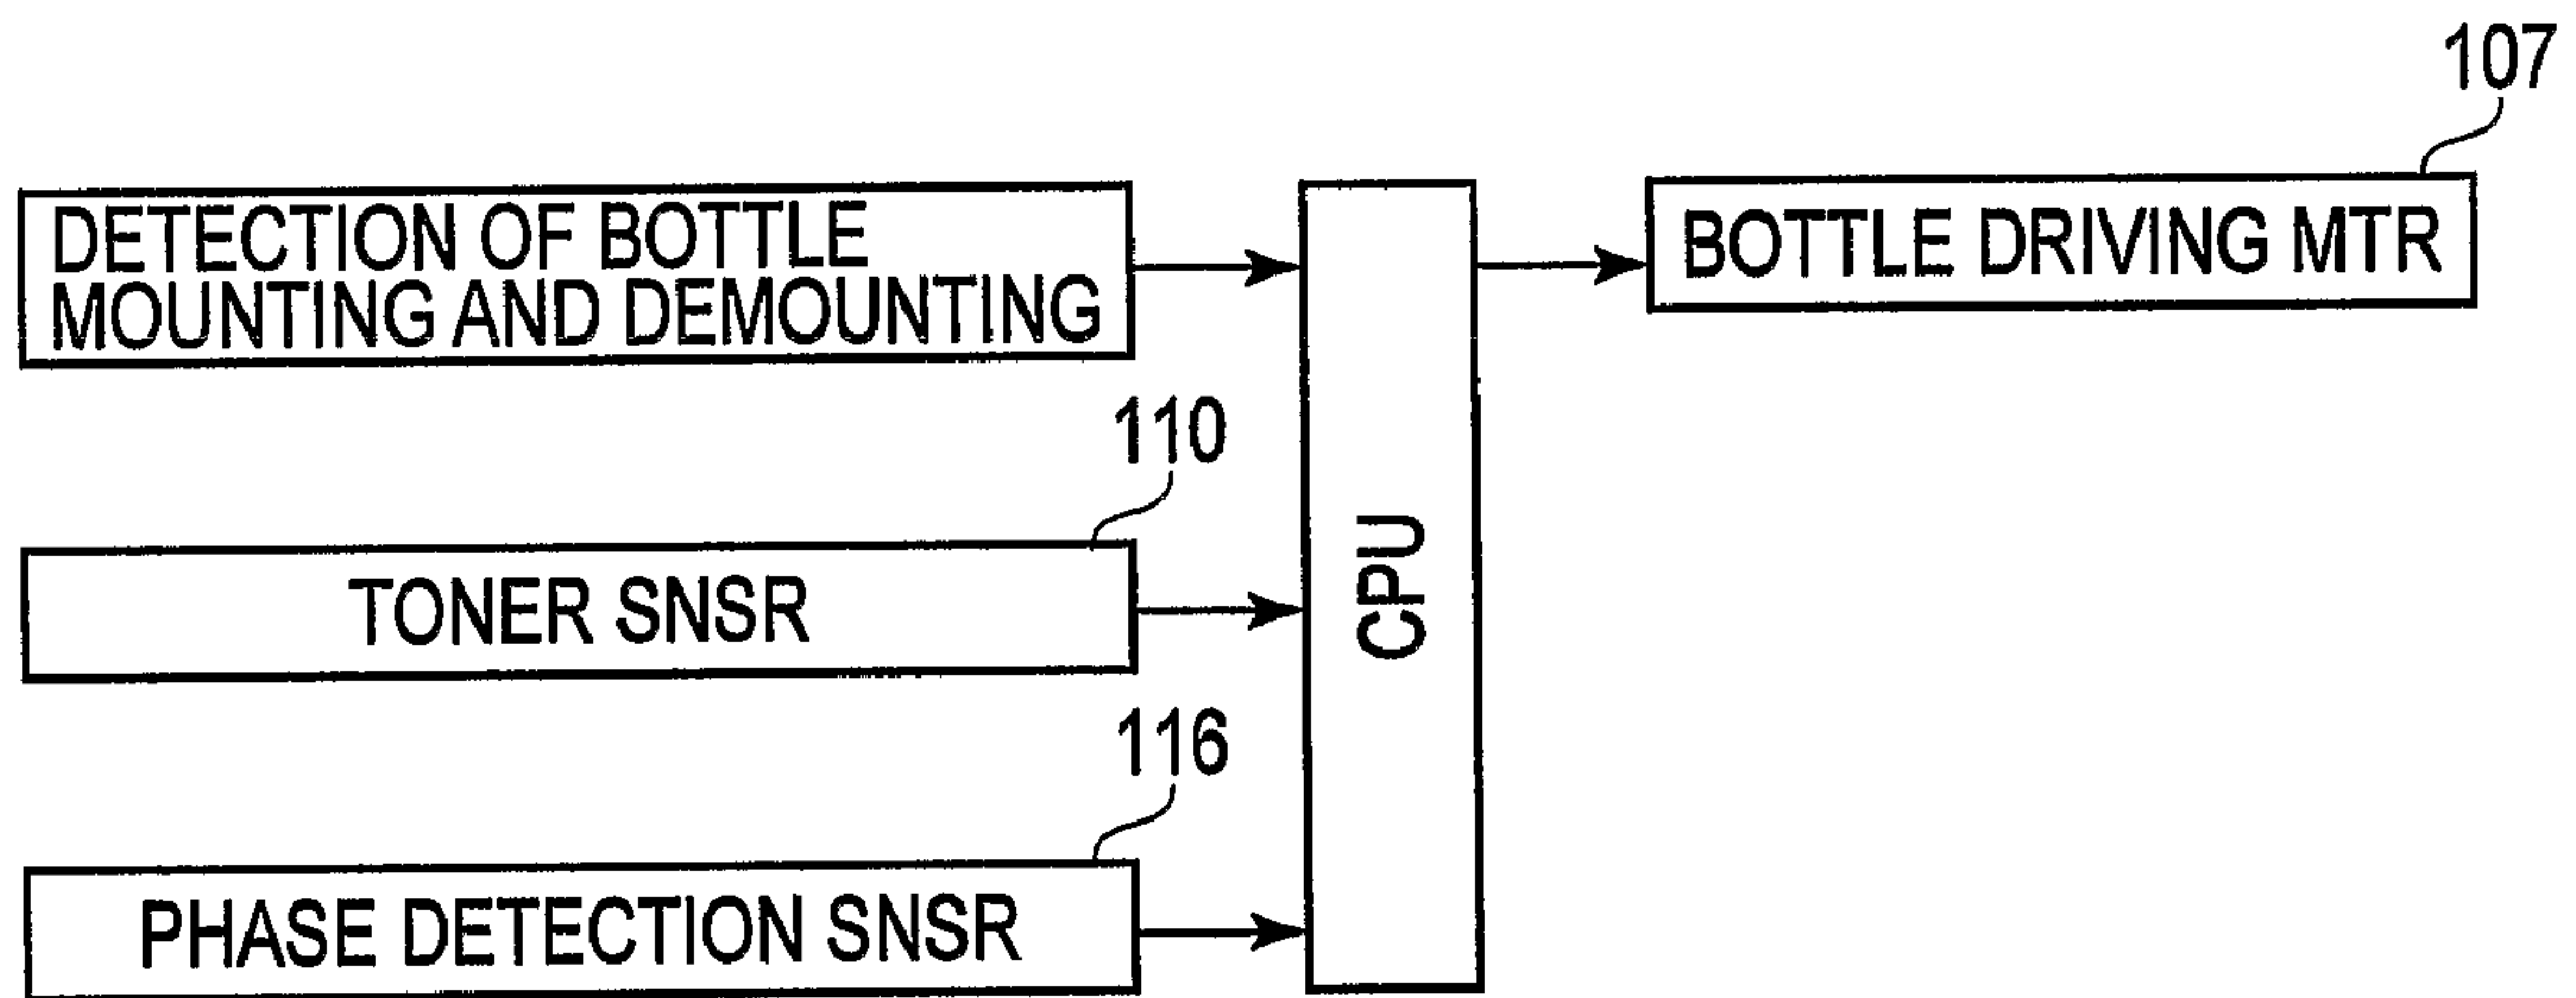 107
DETECTION OF BOTTLE
MOUNTING AND DEMOUNTING
BOTTLE DRIVING MTR
110
TONER SNSR
CPU
116
PHASE DETECTION SNSR